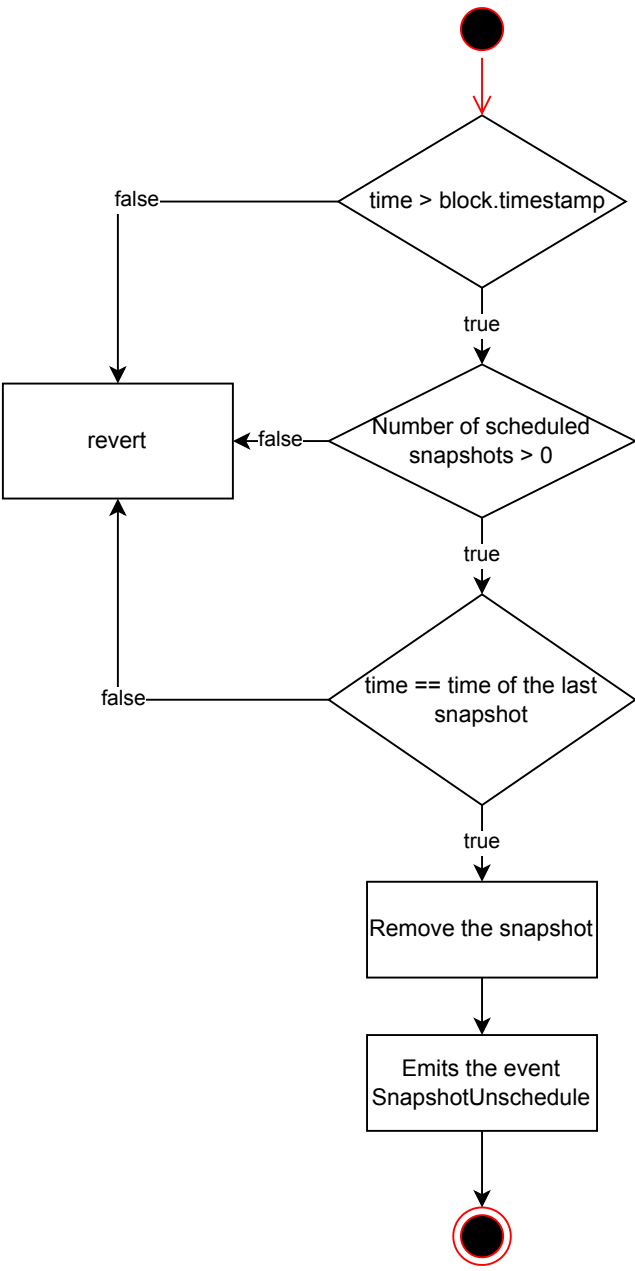 time > block.timestamp
false
true
Number of scheduled
snapshots > 0
false
revert
true
time == time of the last
snapshot
false
true
Remove the snapshot
Emits the event
SnapshotUnschedule